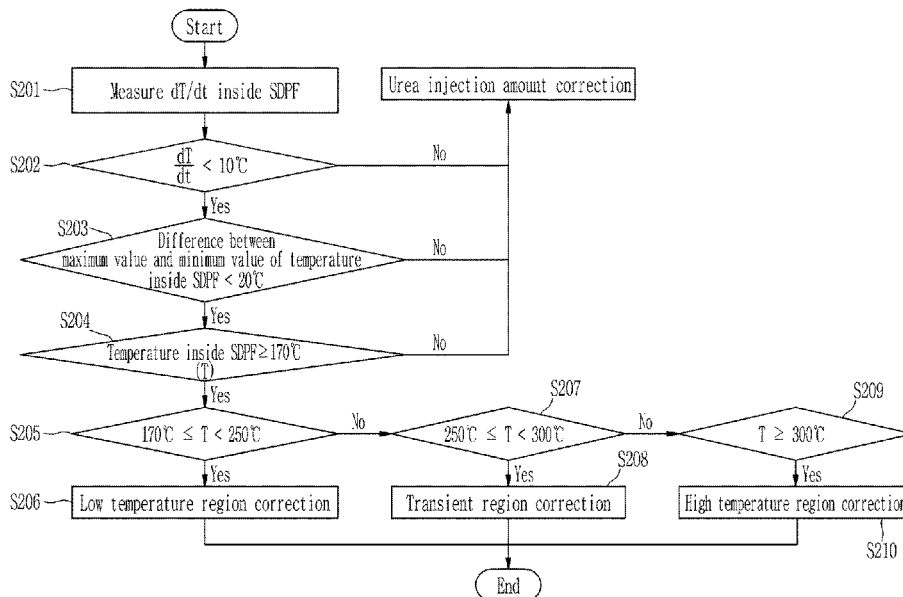 Start
S201
Measure dT/dt inside SDPF
Urea injection amount correction
S202
dT
dt
< 10℃
No
Yes
S203
Difference between
maximum value and minimum value of temperature
inside SDPF < 20℃
No
Yes
S204
Temperature inside SDPF ≥ 170℃
(T)
No
Yes
S205
170℃ ≤ T < 250℃
No
S207
250℃ ≤ T < 300℃
No
S209
T ≥ 300℃
Yes
Yes
Yes
S206
Low temperature region correction
S208
Transient region correction
High temperature region correction
S210
End